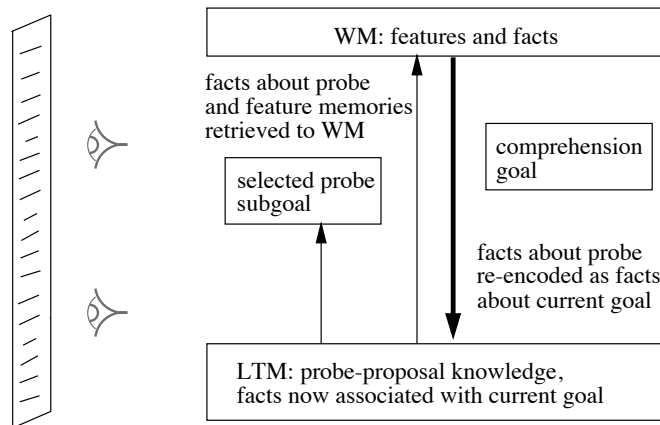 WM: features and facts
facts about probe
and feature memories
retrieved to WM
comprehension
goal
selected probe
subgoal
facts about probe
re-encoded as facts
about current goal
LTM: probe-proposal knowledge,
facts now associated with current goal